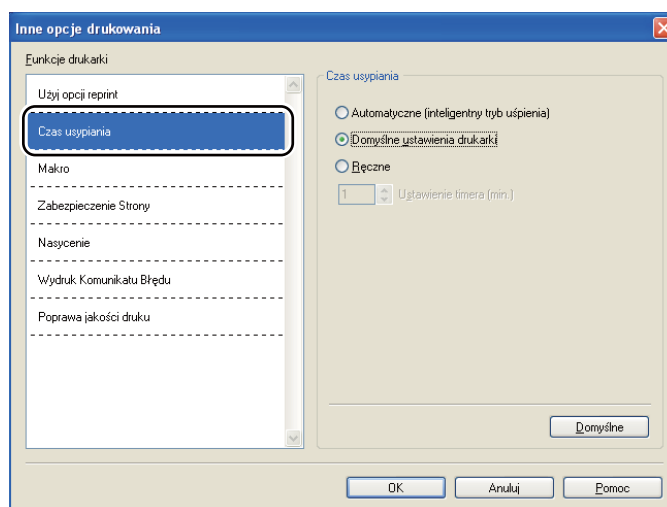 Inne opcje drukowania
Funkcje drukarki
Użyj opcji reprint
Czas usypiania
Makro
Zabezpieczenie Strony
Nasycenie
Wydruk Komunikatu Błędu
Poprawa jakości druku
Czas usypiania
Automatyczne (inteligentny tryb uśpienia)
Domyślne ustawienia drukarki
Ręczne
1 Ustawienie timera (min.)
Domyślne
OK Anuluj Pomoc